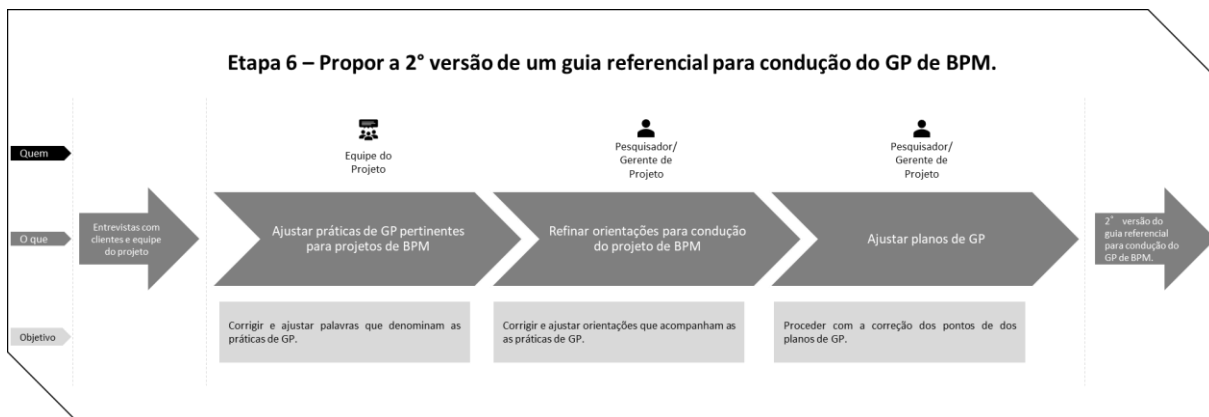 Etapa 6 – Propor a 2° versão de um guia referencial para condução do GP de BPM.
Quem
Equipe do
Projeto
Pesquisador/
Gerente de
Projeto
Pesquisador/
Gerente de
Projeto
O que
Entrevistas com
clientes e equipe
do projeto
Ajustar práticas de GP pertinentes
para projetos de BPM
Refinar orientações para condução
do projeto de BPM
Ajustar planos de GP
2° versão do
guia referencial
para condução do
GP de BPM.
Objetivo
Corrigir e ajustar palavras que denominam as
práticas de GP.
Corrigir e ajustar orientações que acompanham as
as práticas de GP.
Proceder com a correção dos pontos de dos
planos de GP.